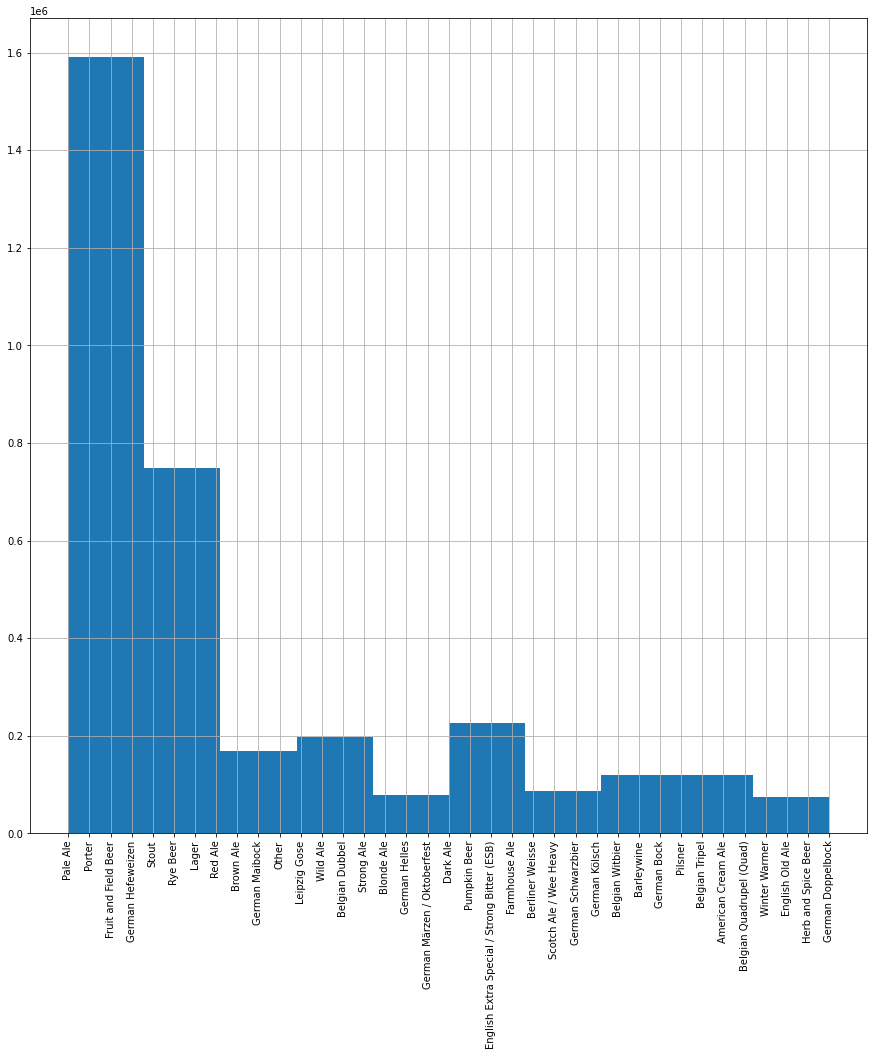 1e6
1.6
1.4
1.2
1.0
0.8
0.6
0.4
0.2
0.0
Pale Ale
Porter
Fruit and Field Beer
German Hefeweizen
Stout
Rye Beer
Lager
Red Ale
Brown Ale
German Maibock
Other
Leipzig Gose
Wild Ale
Belgian Dubbel
Strong Ale
Blonde Ale
German Helles
German Märzen / Oktoberfest
Dark Ale
Pumpkin Beer
English Extra Special / Strong Bitter (ESB)
Farmhouse Ale
Berliner Weisse
Scotch Ale / Wee Heavy
German Schwarzbier
German Kölsch
Belgian Witbier
Barleywine
German Bock
Pilsner
Belgian Tripel
American Cream Ale
Belgian Quadrupel (Quad)
Winter Warmer
English Old Ale
Herb and Spice Beer
German Doppelbock